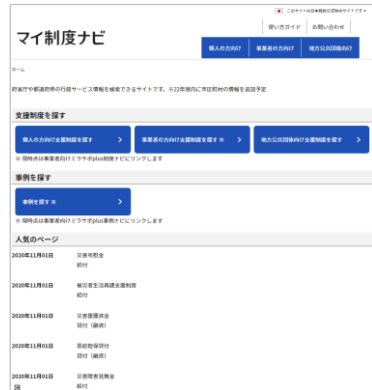 このサイトは日本政府公式Webサイトです
使い方ガイド
お問い合わせ
マイ制度ナビ
個人の方向け
事業者の方向け
地方公共団体向け
ホーム
府省庁や都道府県の行政サービス情報を検索できるサイトです。※22年度内に市区町村の情報を追加予定
支援制度を探す
個人の方向け支援制度を探す
事業者の方向け支援制度を探す※
地方公共団体向け支援制度を探す
※ 現時点は事業者向けミラサポplus制度ナビにリンクします
事例を探す
事例を探す※
※ 現時点は事業者向けミラサポplus事例ナビにリンクします
人気のページ
2020年11月01日
災害弔慰金
給付
2020年11月01日
被災者生活再建支援制度
給付
2020年11月01日
災害援護資金
貸付（融資）
2020年11月01日
恩給担保貸付
貸付（融資）
2020年11月01日
災害障害見舞金
給付